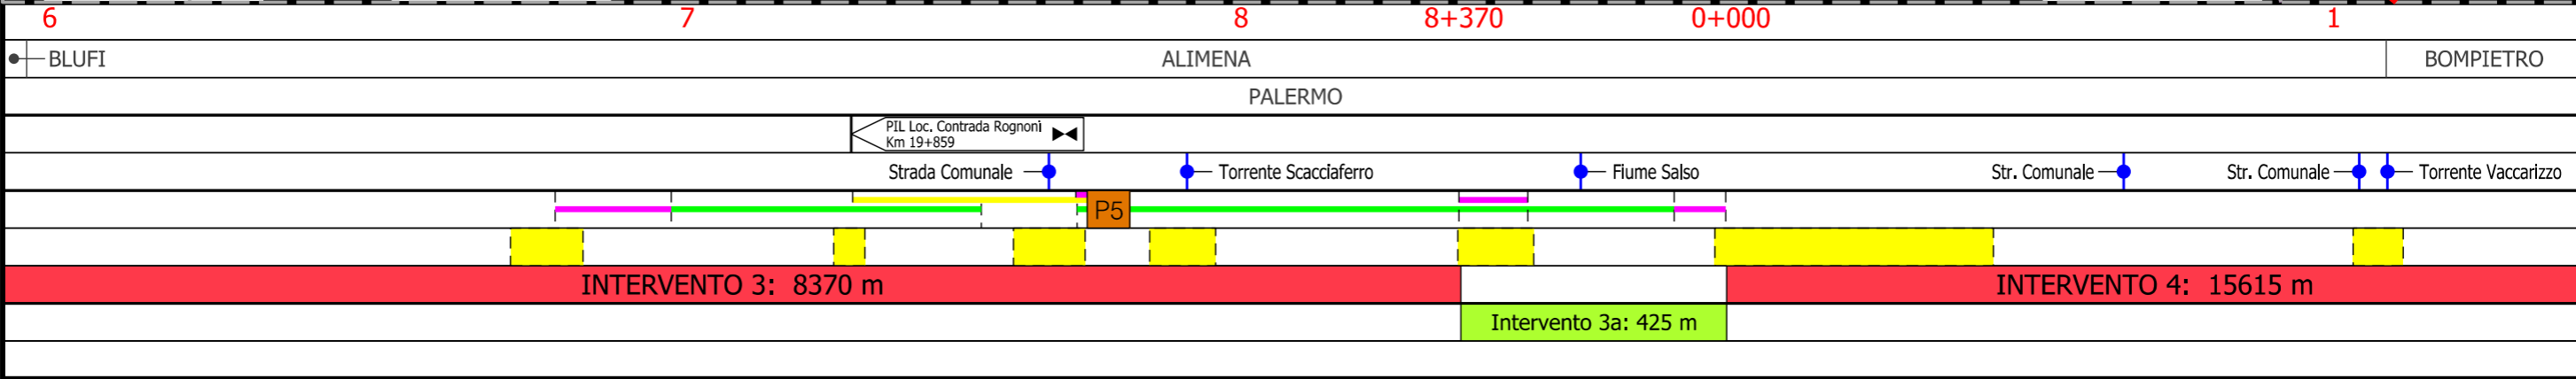 6 7 8 8+370 0+000 1
BLUFI ALIMENA BOMPIETRO
PALERMO
PIL Loc. Contrada Rognoni
Km 19+859
Strada Comunale Torrente Scacciaferro Fiume Salso Str. Comunale Str. Comunale Torrente Vaccarizzo
P5
INTERVENTO 3: 8370 m INTERVENTO 4: 15615 m
Intervento 3a: 425 m